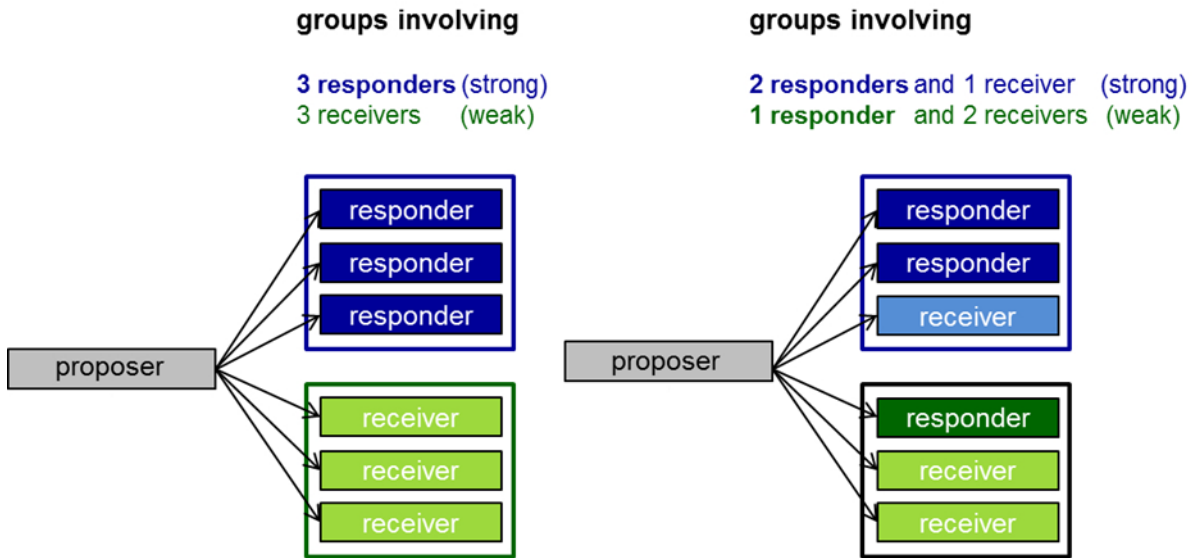 groups involving
3 responders (strong)
3 receivers (weak)
responder
responder
responder
proposer
receiver
receiver
receiver
groups involving
2 responders and 1 receiver (strong)
1 responder and 2 receivers (weak)
responder
responder
receiver
proposer
responder
receiver
receiver